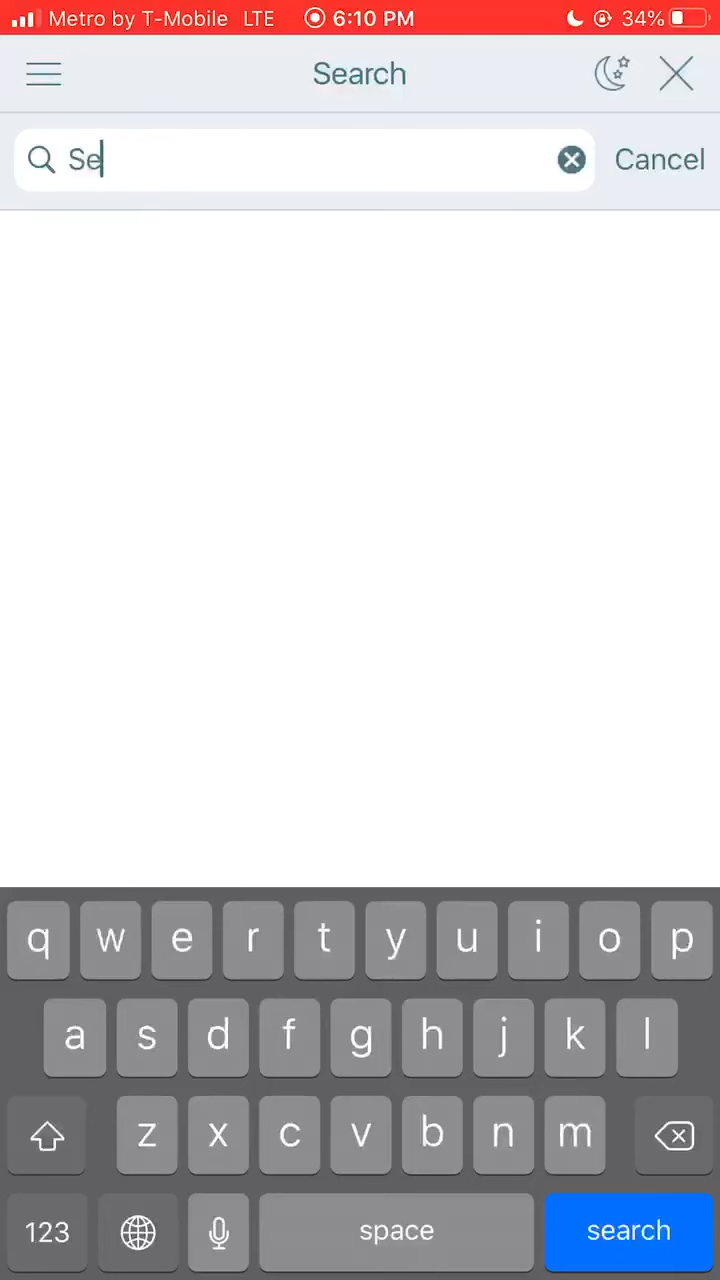 Metro by T-Mobile LTE 6:10 PM 34%
Search
Se Cancel
q w e r t y u i o p
a s d f g h j k l
z x c v b n m
123 space search